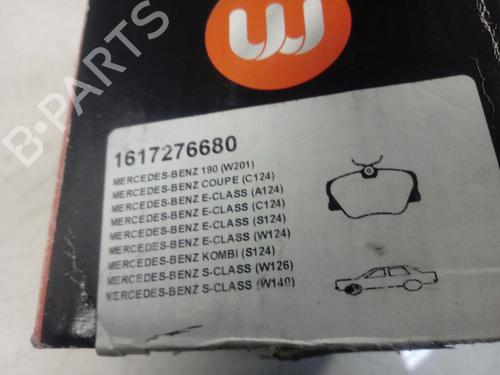 B-PARTS
1617276680
MERCEDES-BENZ 190 (W201)
MERCEDES-BENZ COUPE (C124)
MERCEDES-BENZ E-CLASS (A124)
MERCEDES-BENZ E-CLASS (C124)
MERCEDES-BENZ E-CLASS (S124)
MERCEDES-BENZ E-CLASS (W124)
MERCEDES-BENZ KOMBI (S124)
MERCEDES-BENZ S-CLASS (W126)
MERCEDES-BENZ S-CLASS (W140)